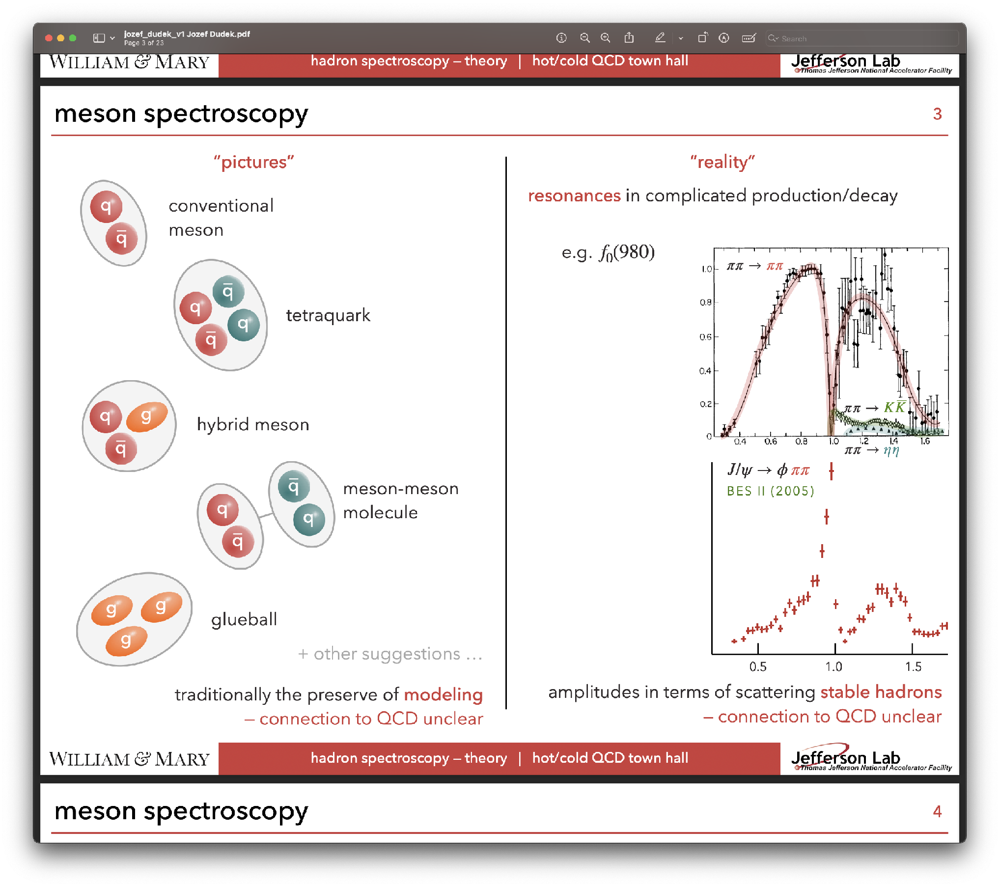 jozef_dudek_v1 Jozef Dudek.pdf
Page 3 of 23
Search
WILLIAM & MARY
hadron spectroscopy – theory | hot/cold QCD town hall
Jefferson Lab
Thomas Jefferson National Accelerator Facility
meson spectroscopy
3
“pictures”
q
q̄
conventional
meson
q̄
q
q
q̄
tetraquark
q
g
q̄
hybrid meson
q̄
q
q
q̄
meson-meson
molecule
g
g
g
glueball
+ other suggestions ...
traditionally the preserve of modeling
– connection to QCD unclear
“reality”
resonances in complicated production/decay
e.g. f₀(980)
ππ → ππ
1.0
0.8
0.6
0.4
0.2
0
ππ → KK̄
0.4 0.6 0.8 1.0 1.2 1.4 1.6
ππ → ηη
J/ψ → ϕ ππ
BES II (2005)
0.5 1.0 1.5
amplitudes in terms of scattering stable hadrons
– connection to QCD unclear
WILLIAM & MARY
hadron spectroscopy – theory | hot/cold QCD town hall
Jefferson Lab
Thomas Jefferson National Accelerator Facility
meson spectroscopy
4